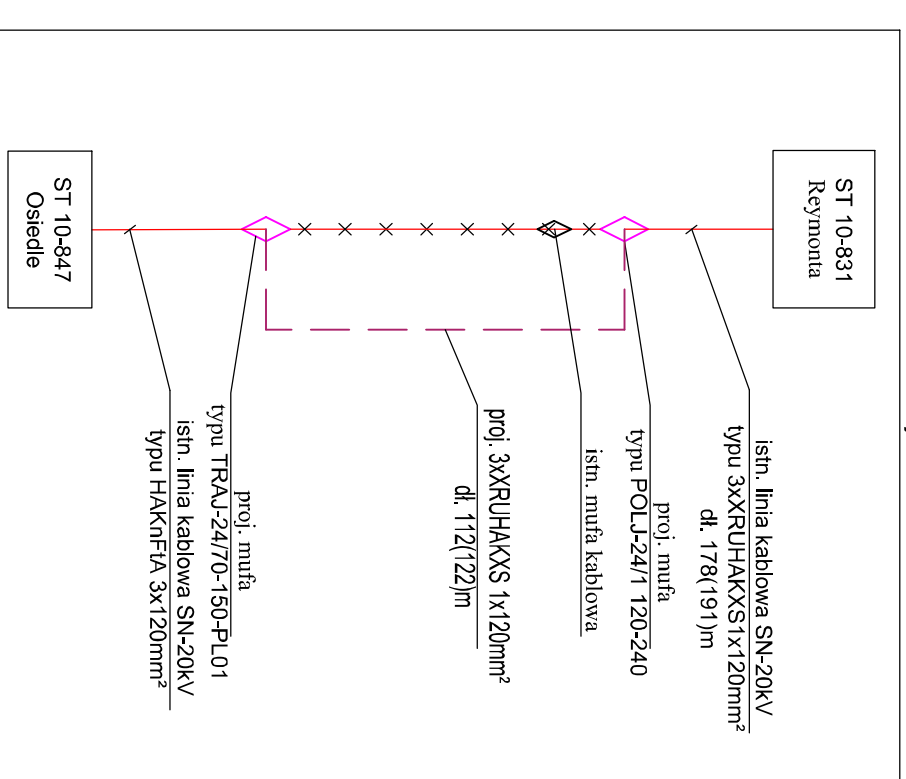 ST 10-831
Reymonta
istn. linia kablowa SN-20kV
typu 3xXRUHAKXS1x120mm²
dł. 178(191)m
proj. mufa
typu POLJ-24/1 120-240
istn. mufa kablowa
proj. 3xXRUHAKXS 1x120mm²
dł. 112(122)m
proj. mufa
typu TRAJ-24/70-150-PL01
istn. linia kablowa SN-20kV
typu HAKnFtA 3x120mm²
ST 10-847
Osiedle